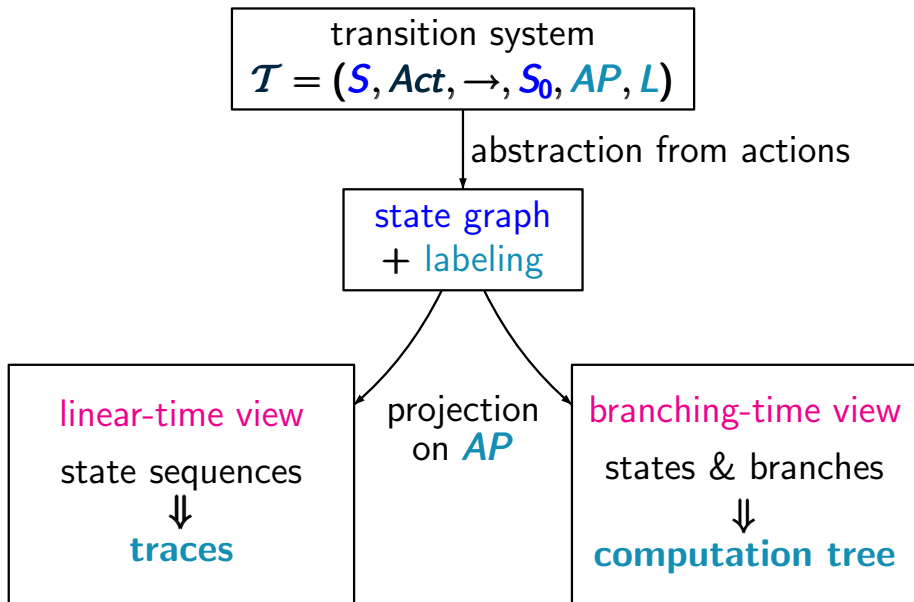 transition system
𝒯 = (S, Act, →, S₀, AP, L)
abstraction from actions
state graph
+ labeling
linear-time view
state sequences
⇓
traces
projection
on AP
branching-time view
states & branches
⇓
computation tree